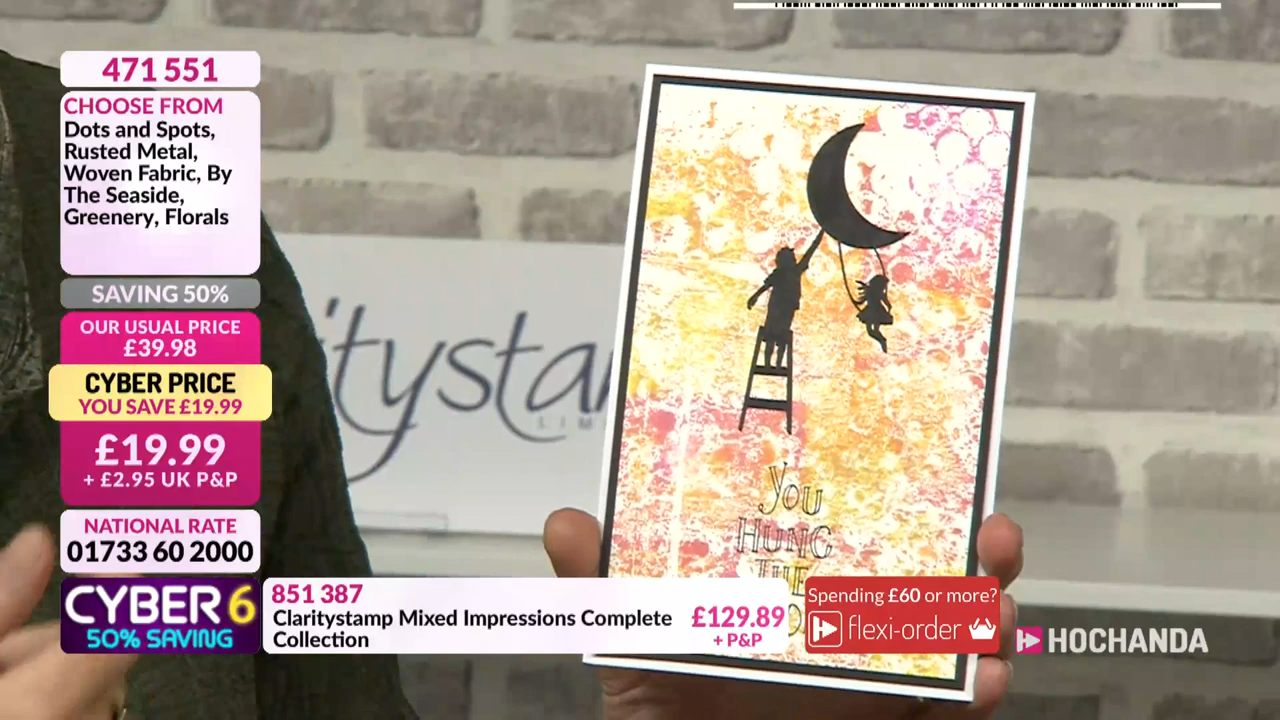 471 551
CHOOSE FROM
Dots and Spots,
Rusted Metal,
Woven Fabric, By
The Seaside,
Greenery, Florals
SAVING 50%
OUR USUAL PRICE
£39.98
CYBER PRICE
YOU SAVE £19.99
£19.99
+ £2.95 UK P&P
NATIONAL RATE
01733 60 2000
CYBER 6
50% SAVING
851 387
Claritystamp Mixed Impressions Complete
Collection
£129.89
+ P&P
Spending £60 or more?
flexi-order
HOCHANDA
You
HUNG
THE